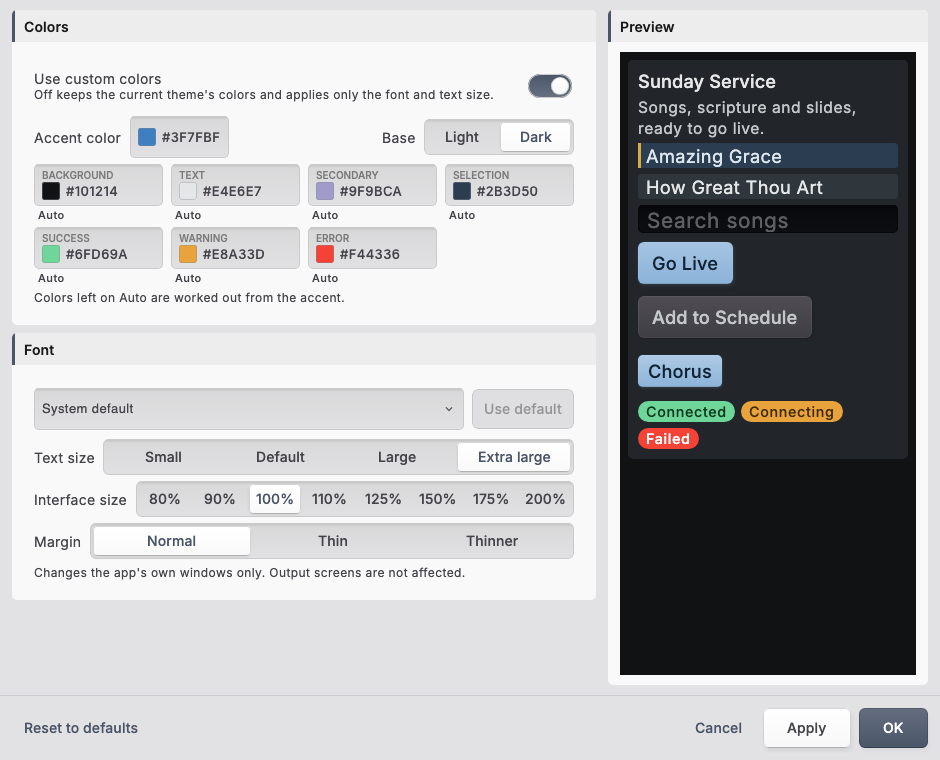 Colors
Use custom colors
Off keeps the current theme's colors and applies only the font and text size.
Accent color #3F7FBF Base Light Dark
BACKGROUND TEXT SECONDARY SELECTION
#101214 #E4E6E7 #9F9BCA #2B3D50
Auto Auto Auto Auto
SUCCESS WARNING ERROR
#6FD69A #E8A33D #F44336
Auto Auto Auto
Colors left on Auto are worked out from the accent.
Font
System default Use default
Text size Small Default Large Extra large
Interface size 80% 90% 100% 110% 125% 150% 175% 200%
Margin Normal Thin Thinner
Changes the app's own windows only. Output screens are not affected.
Preview
Sunday Service
Songs, scripture and slides,
ready to go live.
Amazing Grace
How Great Thou Art
Search songs
Go Live
Add to Schedule
Chorus
Connected Connecting
Failed
Reset to defaults Cancel Apply OK